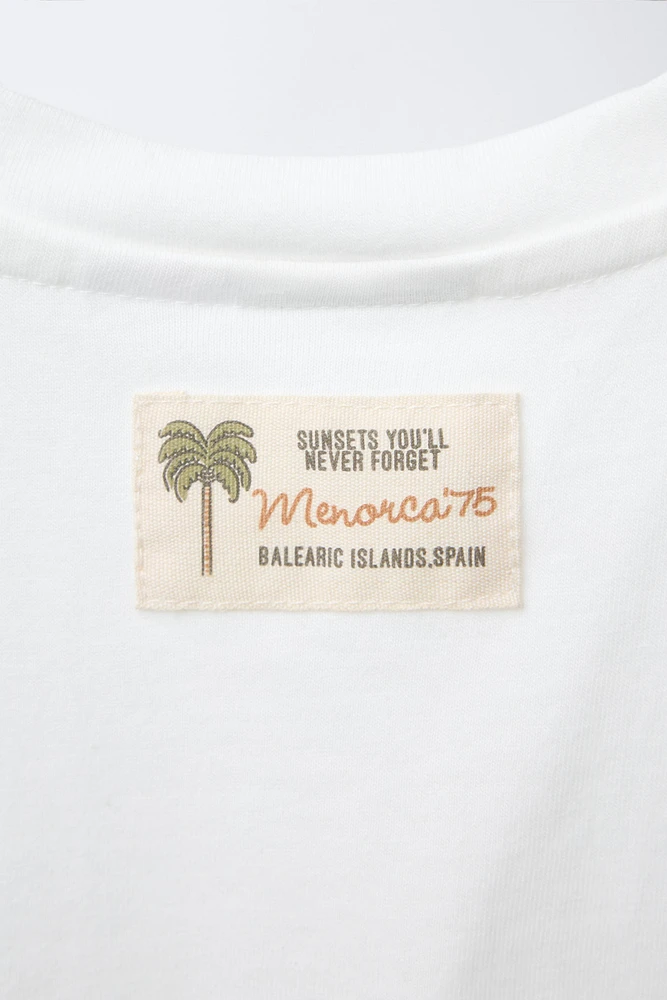 SUNSETS YOU'LL
NEVER FORGET
Menorca'75
BALEARIC ISLANDS.SPAIN